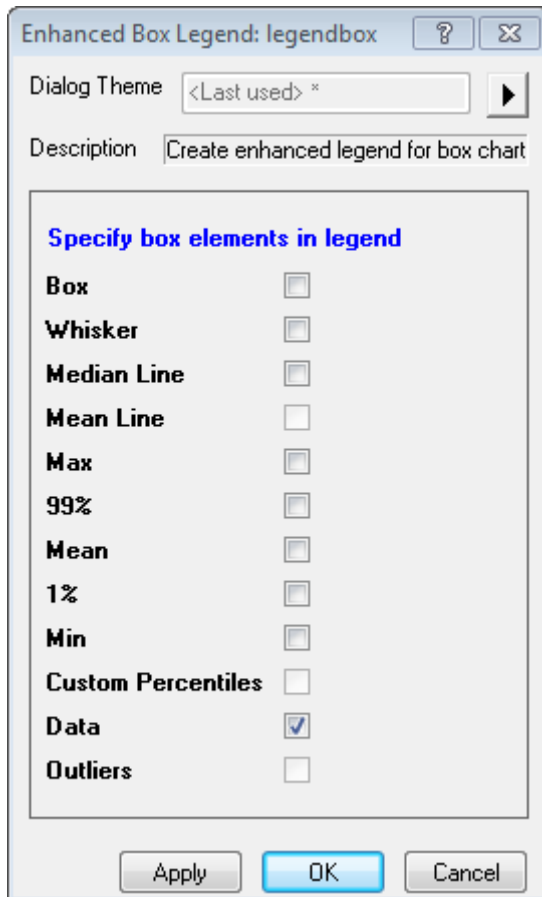 Enhanced Box Legend: legendbox
Dialog Theme <Last used> *
Description Create enhanced legend for box chart
Specify box elements in legend
Box
Whisker
Median Line
Mean Line
Max
99%
Mean
1%
Min
Custom Percentiles
Data
Outliers
Apply OK Cancel